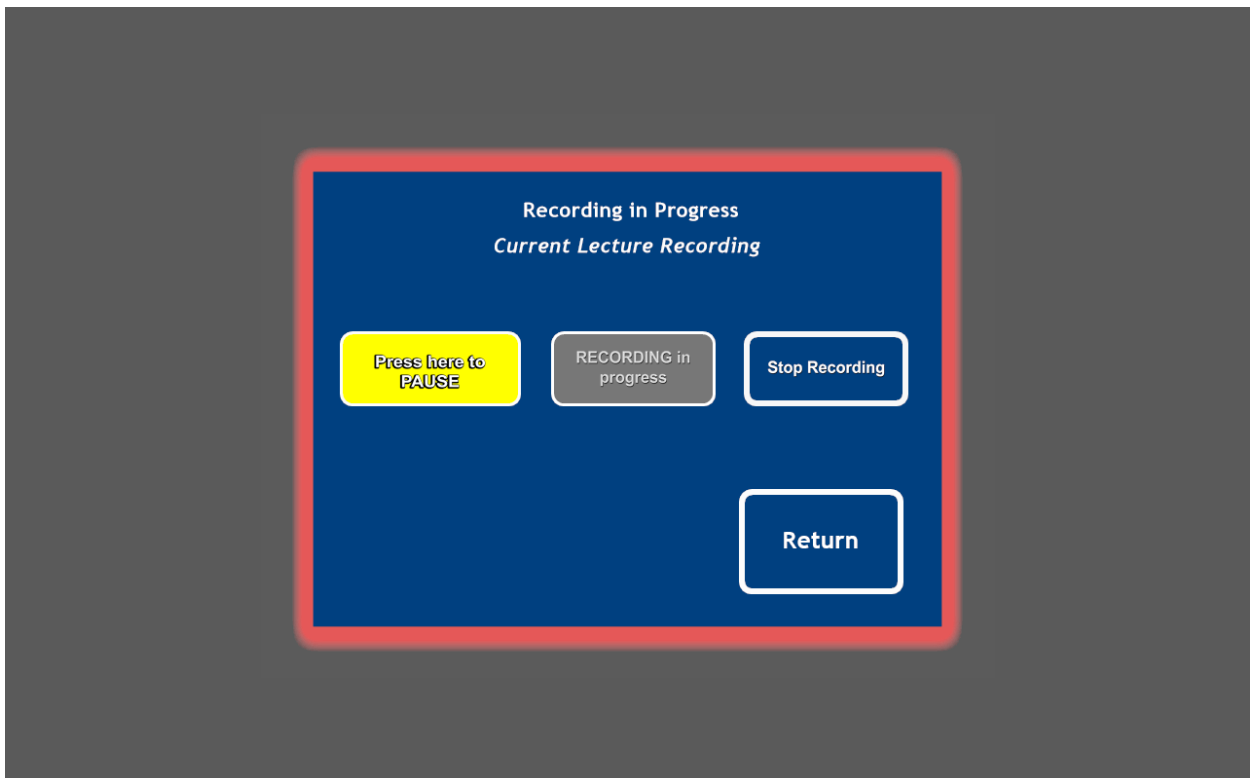 Recording in Progress
Current Lecture Recording
Press here to
PAUSE
RECORDING in
progress
Stop Recording
Return